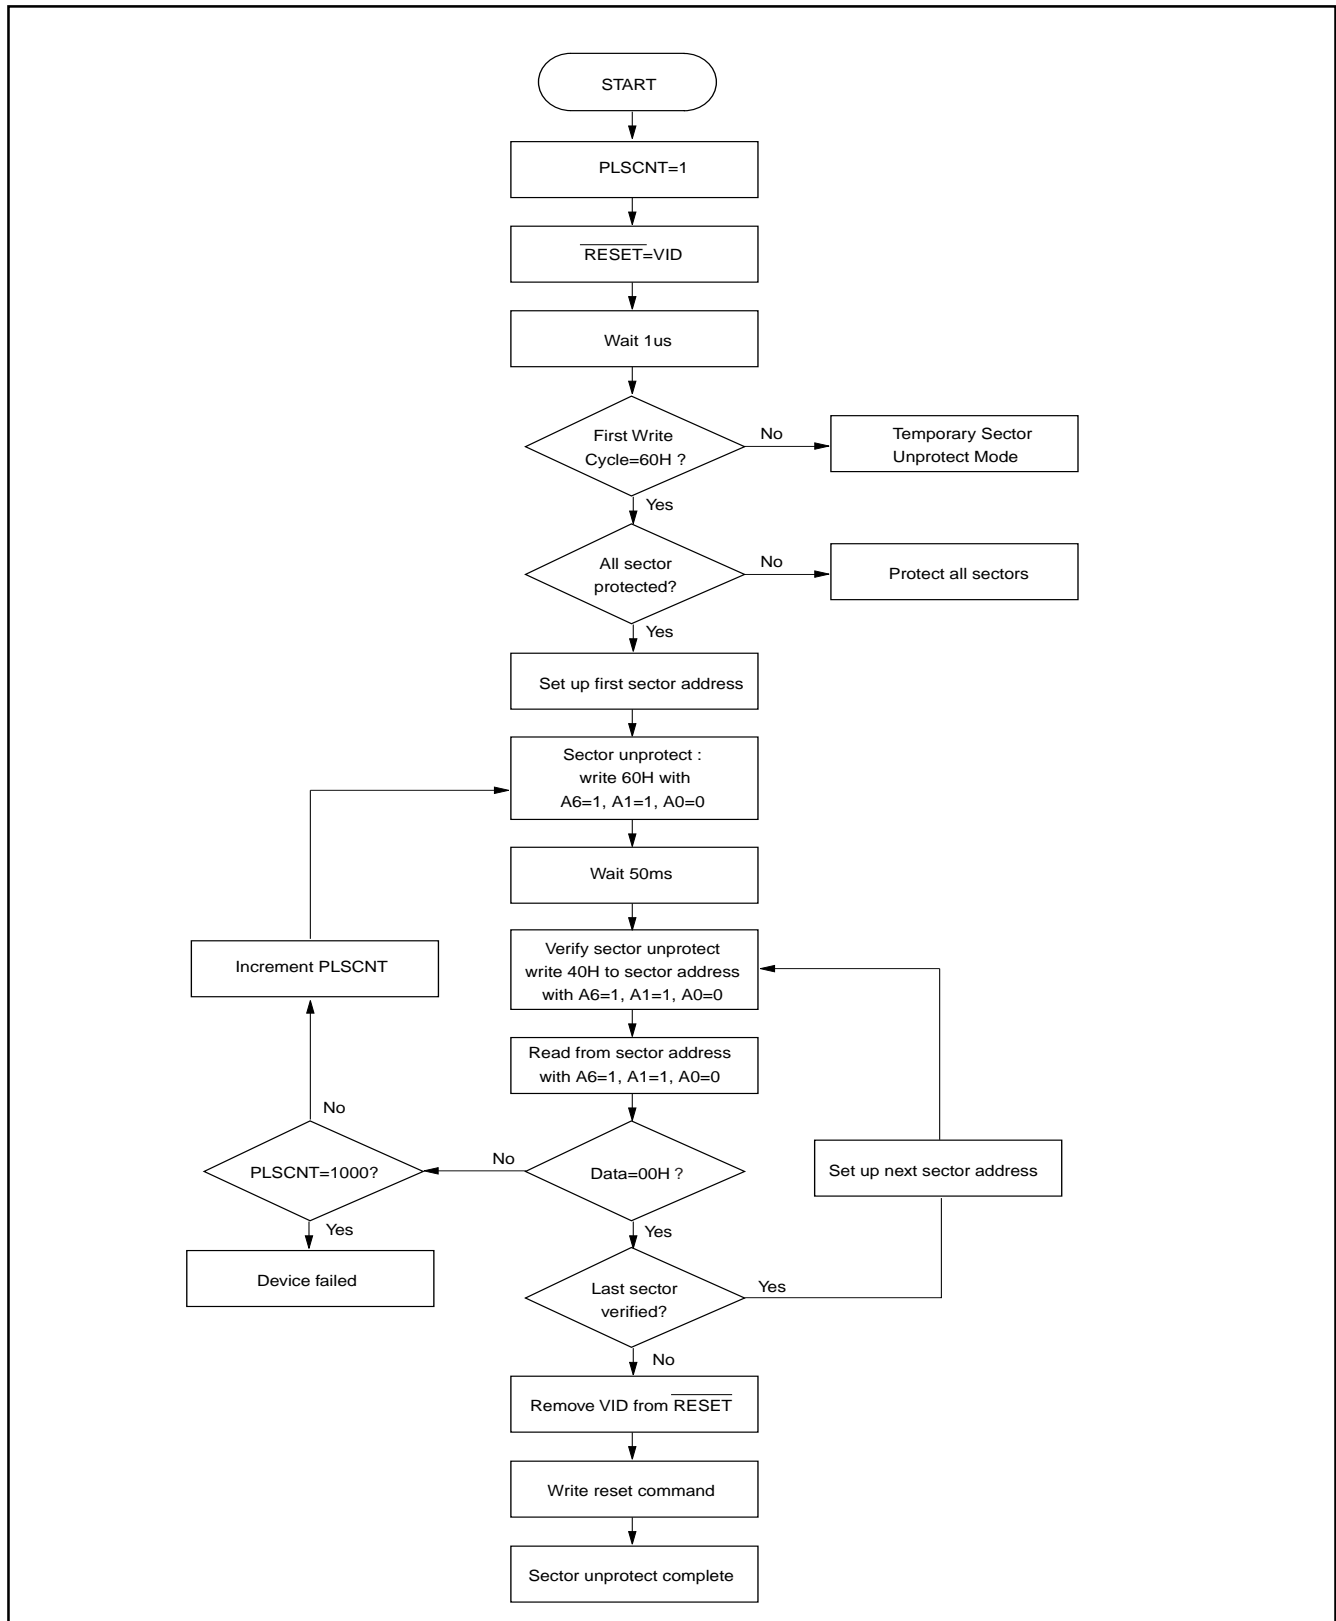 START
PLSCNT=1
RESET=VID
Wait 1us
First Write
Cycle=60H ?
No
Temporary Sector
Unprotect Mode
Yes
All sector
protected?
No
Protect all sectors
Yes
Set up first sector address
Sector unprotect :
write 60H with
A6=1, A1=1, A0=0
Wait 50ms
Increment PLSCNT
Verify sector unprotect
write 40H to sector address
with A6=1, A1=1, A0=0
Read from sector address
with A6=1, A1=1, A0=0
No
PLSCNT=1000?
No
Data=00H ?
Set up next sector address
Yes
Yes
Device failed
Last sector
verified?
Yes
No
Remove VID from RESET
Write reset command
Sector unprotect complete